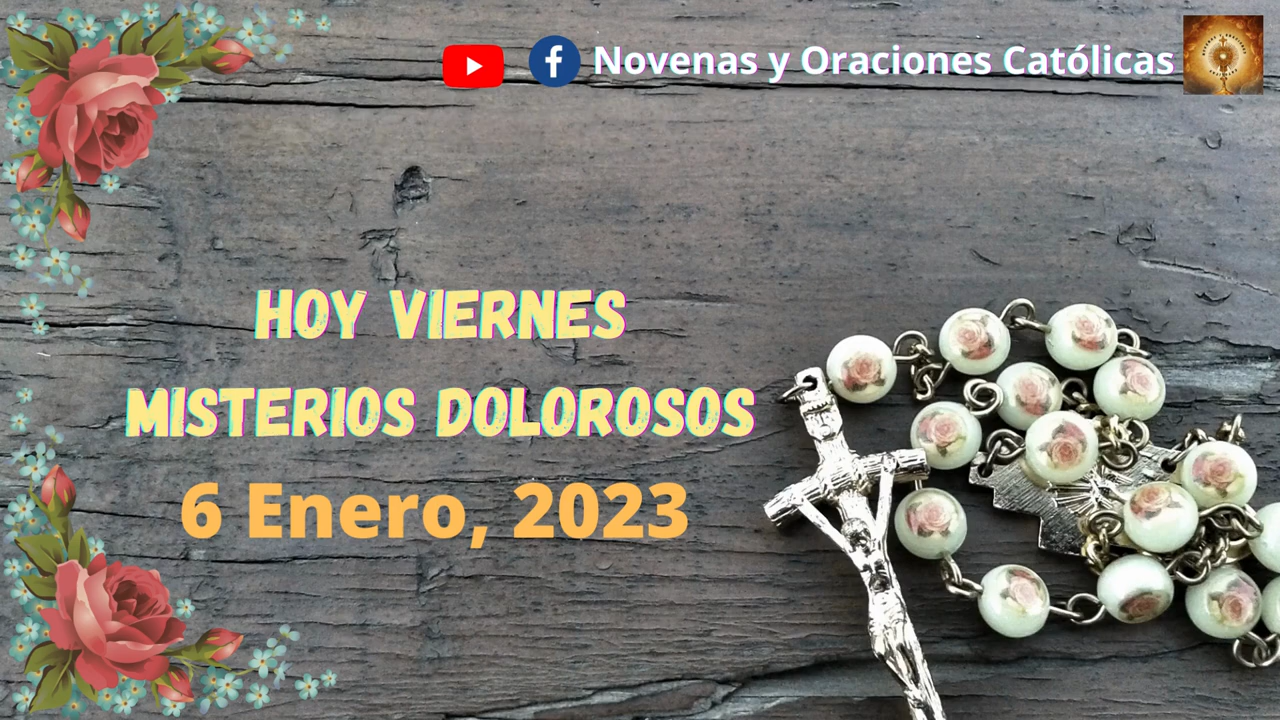 Novenas y Oraciones Católicas
HOY VIERNES
MISTERIOS DOLOROSOS
6 Enero, 2023